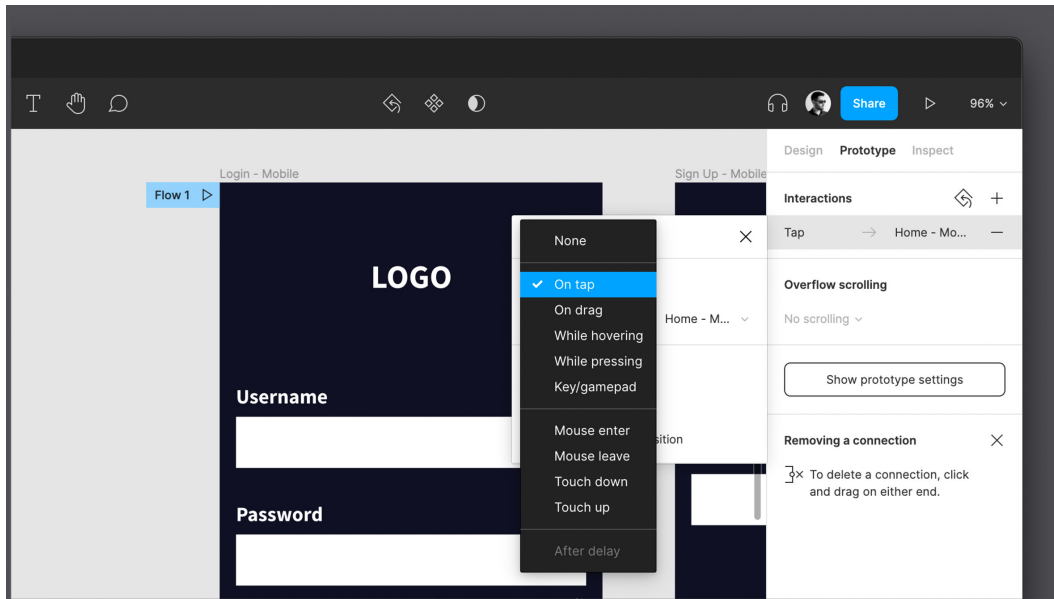 T
Share
96%
Design Prototype Inspect
Login - Mobile
Sign Up - Mobile
Flow 1
Interactions
Tap → Home - Mo...
Overflow scrolling
No scrolling
Show prototype settings
Removing a connection
To delete a connection, click
and drag on either end.
None
On tap
On drag
While hovering
While pressing
Key/gamepad
Mouse enter
Mouse leave
Touch down
Touch up
After delay
Home - M...
sition
LOGO
Username
Password